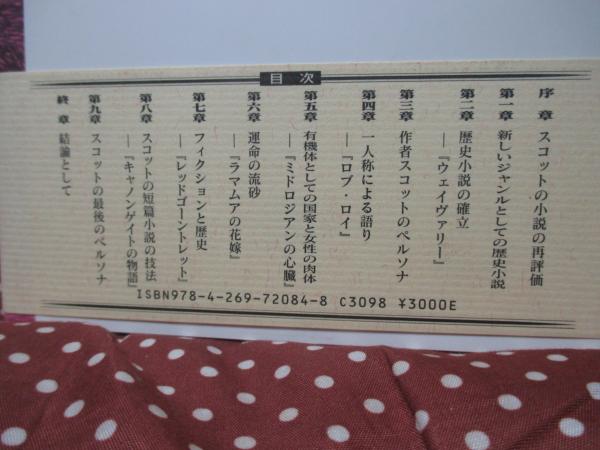 目次
序章 スコットの小説の再評価
第一章 新しいジャンルとしての歴史小説
第二章 歴史小説の確立
―『ウェイヴァリー』
第三章 作者スコットのペルソナ
第四章 一人称による語り
―『ロブ・ロイ』
第五章 有機体としての国家と女性の肉体
―『ミドロジアンの心臓』
第六章 運命の流砂
―『ラマムアの花嫁』
第七章 フィクションと歴史
―『レッドゴーントレット』
第八章 スコットの短篇小説の技法
―『キャノンゲイトの物語』
第九章 スコットの最後のペルソナ
終章 結論として
ISBN978-4-269-72084-8 C3098 ¥3000E